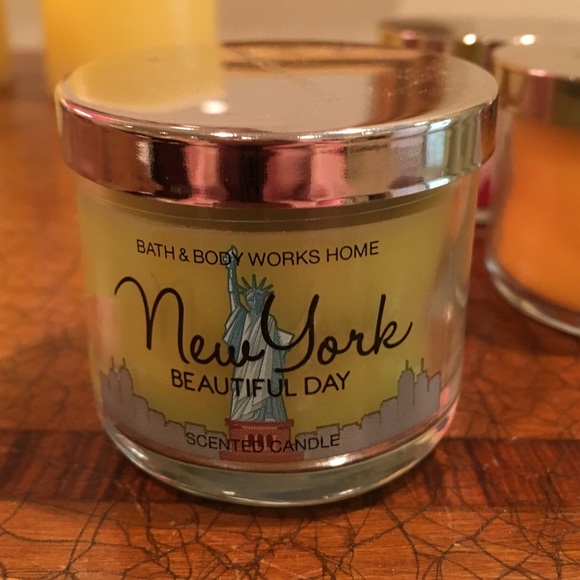 BATH & BODY WORKS HOME
New York
BEAUTIFUL DAY
SCENTED CANDLE